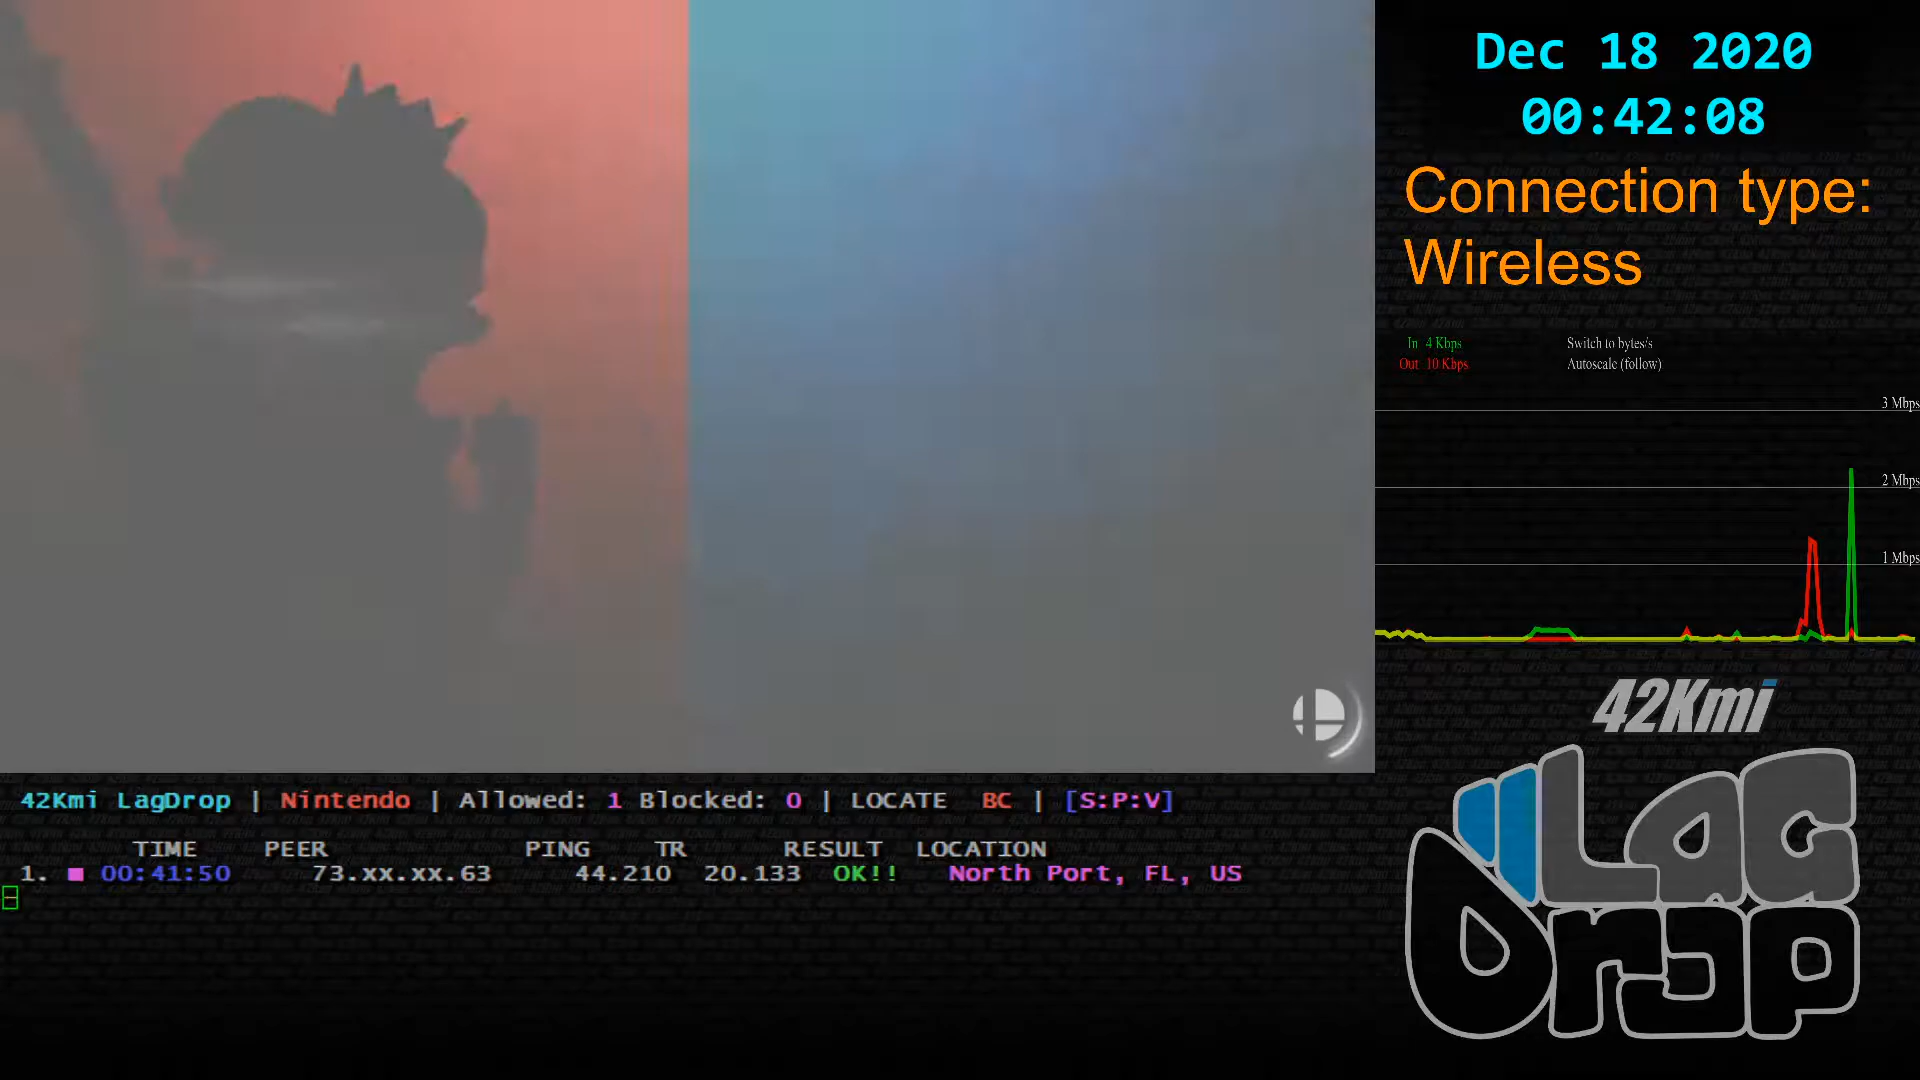 Dec 18 2020
00:42:08
Connection type:
Wireless
In 4 Kbps Switch to bytes/s
Out 10 Kbps Autoscale (follow)
3 Mbps
2 Mbps
1 Mbps
42Kmi
LagDrop
42Kmi LagDrop | Nintendo | Allowed: 1 Blocked: 0 | LOCATE BC | [S:P:V]
TIME PEER PING TR RESULT LOCATION
1. 00:41:50 73.xx.xx.63 44.210 20.133 OK!! North Port, FL, US